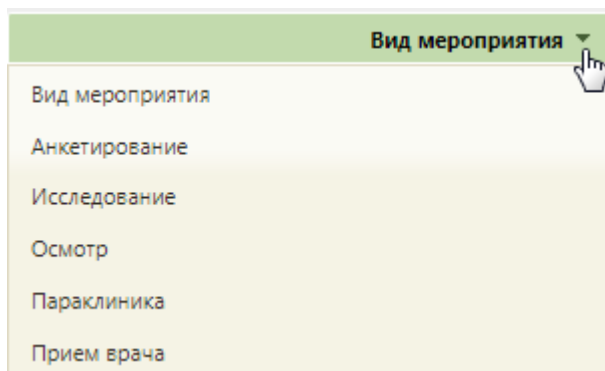 Вид мероприятия
Вид мероприятия
Анкетирование
Исследование
Осмотр
Параклиника
Прием врача